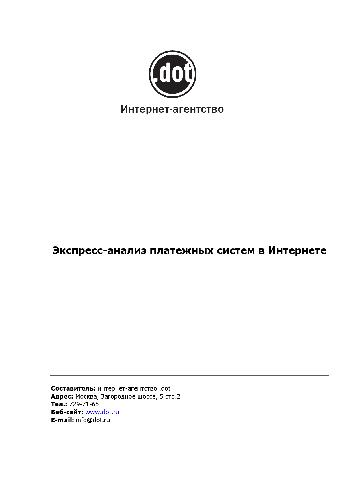 .dot
Интернет-агентство
Экспресс-анализ платежных систем в Интернете
Составитель: интернет-агентство .dot
Адрес: Москва, Загородное шоссе, 5 стр.2
Тел.: 729-71-65
Веб-сайт: www.dot.ru
E-mail: info@dot.ru